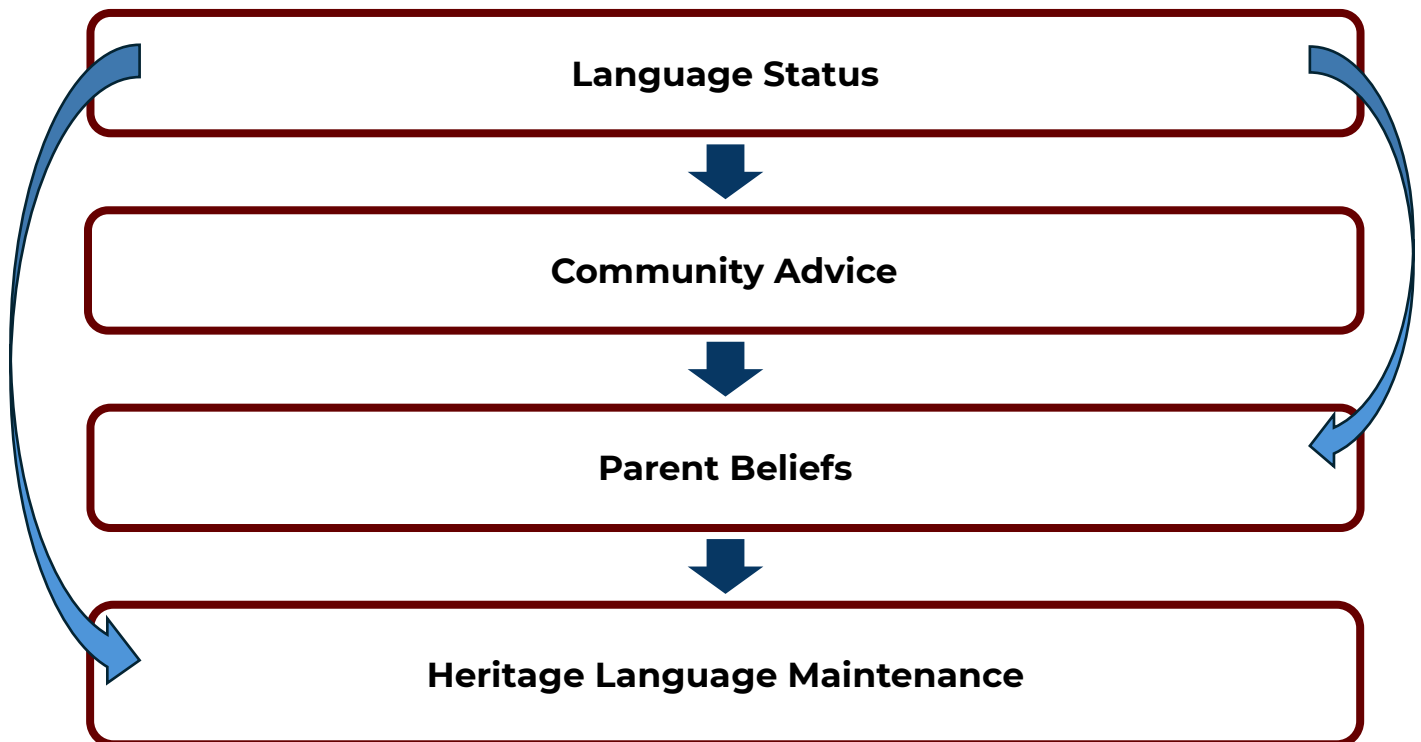 Language Status
Community Advice
Parent Beliefs
Heritage Language Maintenance